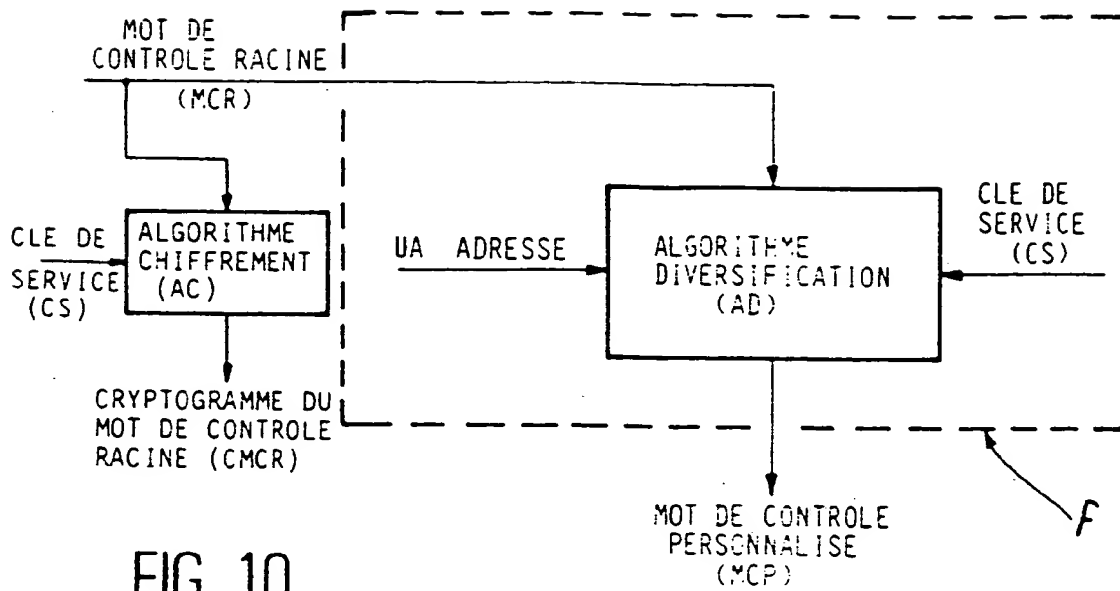 MOT DE
CONTROLE RACINE
(MCR)
CLE DE
SERVICE
(CS)
ALGORITHME
CHIFFREMENT
(AC)
CRYPTOGRAMME DU
MOT DE CONTROLE
RACINE (CMCR)
UA ADRESSE
ALGORITHME
DIVERSIFICATION
(AD)
CLE DE
SERVICE
(CS)
MOT DE CONTROLE
PERSONNALISE
(MCP)
F
FIG. 10